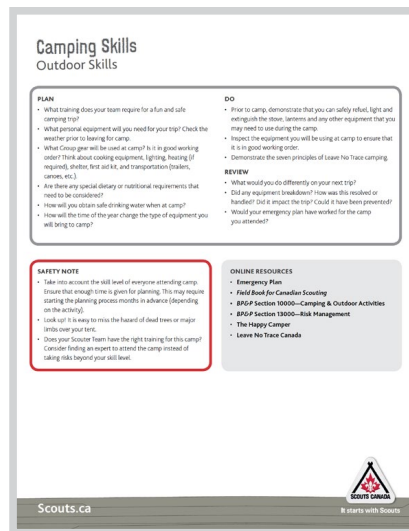 Camping Skills
Outdoor Skills
PLAN
• What training does your team require for a fun and safe
camping trip?
• What personal equipment will you need for your trip? Check the
weather prior to leaving for camp.
• What Group gear will be used at camp? Is it in good working
order? Think about cooking equipment, lighting, heating (if
required), shelter, first aid kit, and transportation (trailers,
canoes, etc.).
• Are there any special dietary or nutritional requirements that
need to be considered?
• How will you obtain safe drinking water when at camp?
• How will the time of the year change the type of equipment you
will bring to camp?
DO
• Prior to camp, demonstrate that you can safely refuel, light and
extinguish the stove, lanterns and any other equipment that you
may need to use during the camp.
• Inspect the equipment you will be using at camp to ensure that
it is in good working order.
• Demonstrate the seven principles of Leave No Trace camping.
REVIEW
• What would you do differently on your next trip?
• Did any equipment breakdown? How was this resolved or
handled? Did it impact the trip? Could it have been prevented?
• Would your emergency plan have worked for the camp
you attended?
SAFETY NOTE
• Take into account the skill level of everyone attending camp.
Ensure that enough time is given for planning. This may require
starting the planning process months in advance (depending
on the activity).
• Look up! It is easy to miss the hazard of dead trees or major
limbs over your tent.
• Does your Scouter Team have the right training for this camp?
Consider finding an expert to attend the camp instead of
taking risks beyond your skill level.
ONLINE RESOURCES
• Emergency Plan
• Field Book for Canadian Scouting
• BP&P Section 10000—Camping & Outdoor Activities
• BP&P Section 13000—Risk Management
• The Happy Camper
• Leave No Trace Canada
SCOUTS CANADA
Scouts.ca
It starts with Scouts